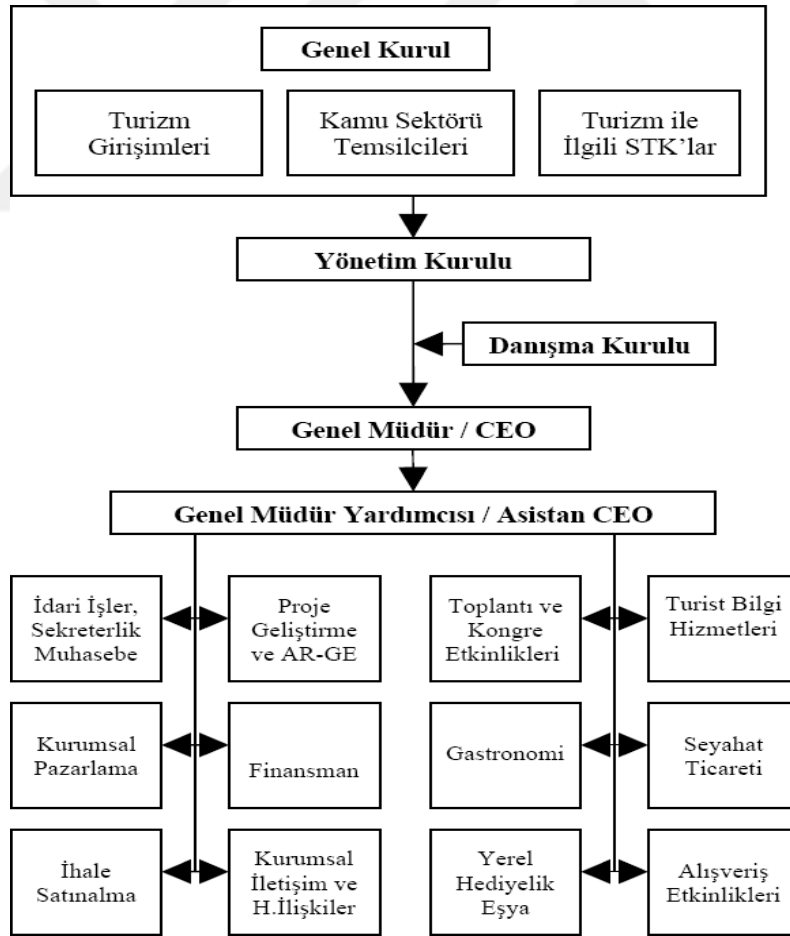 Genel Kurul
Turizm
Girişimleri
Kamu Sektörü
Temsilcileri
Turizm ile
İlgili STK’lar
Yönetim Kurulu
Danışma Kurulu
Genel Müdür / CEO
Genel Müdür Yardımcısı / Asistan CEO
İdari İşler,
Sekreterlik
Muhasebe
Proje
Geliştirme
ve AR-GE
Toplantı ve
Kongre
Etkinlikleri
Turist Bilgi
Hizmetleri
Kurumsal
Pazarlama
Finansman
Gastronomi
Seyahat
Ticareti
İhale
Satınalma
Kurumsal
İletişim ve
H.İlişkiler
Yerel
Hediyelik
Eşya
Alışveriş
Etkinlikleri